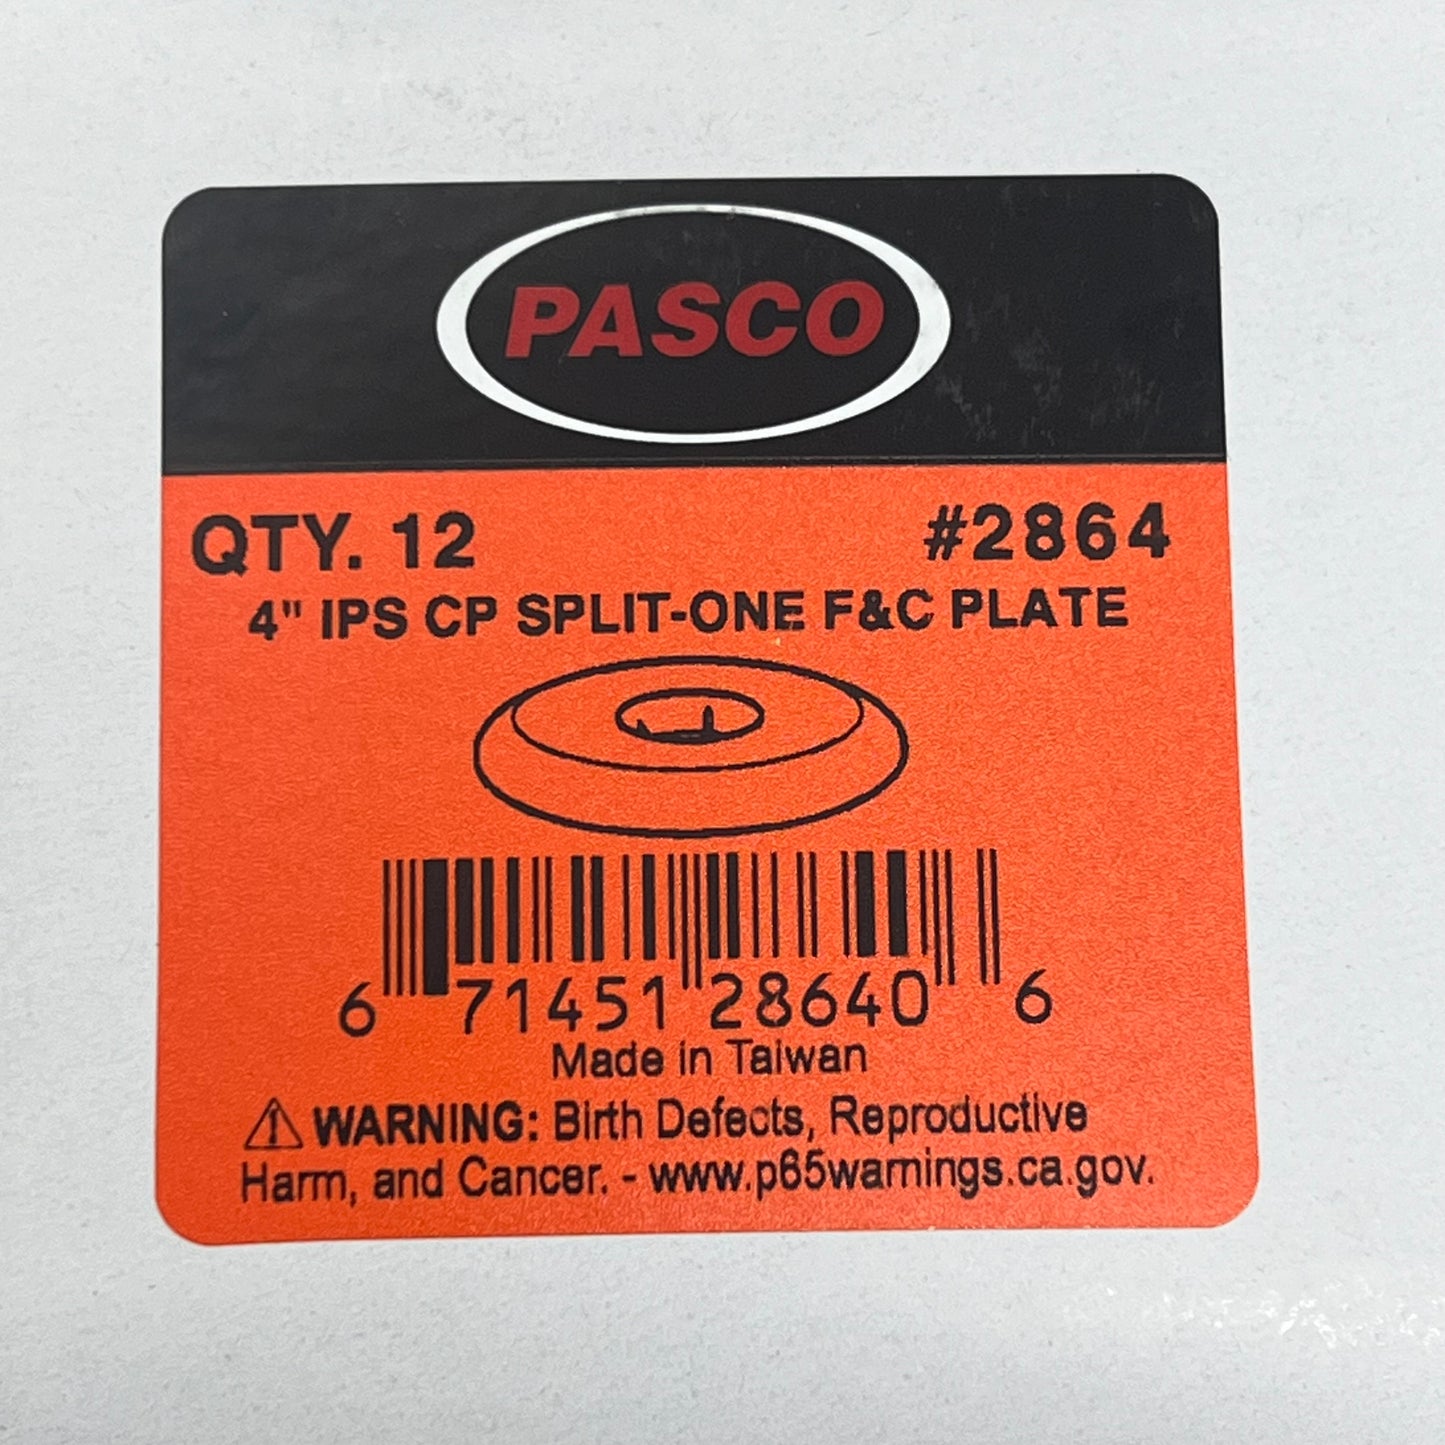 PASCO
QTY. 12 #2864
4" IPS CP SPLIT-ONE F&C PLATE
6 71451 28640 6
Made in Taiwan
⚠ WARNING: Birth Defects, Reproductive
Harm, and Cancer. - www.p65warnings.ca.gov.